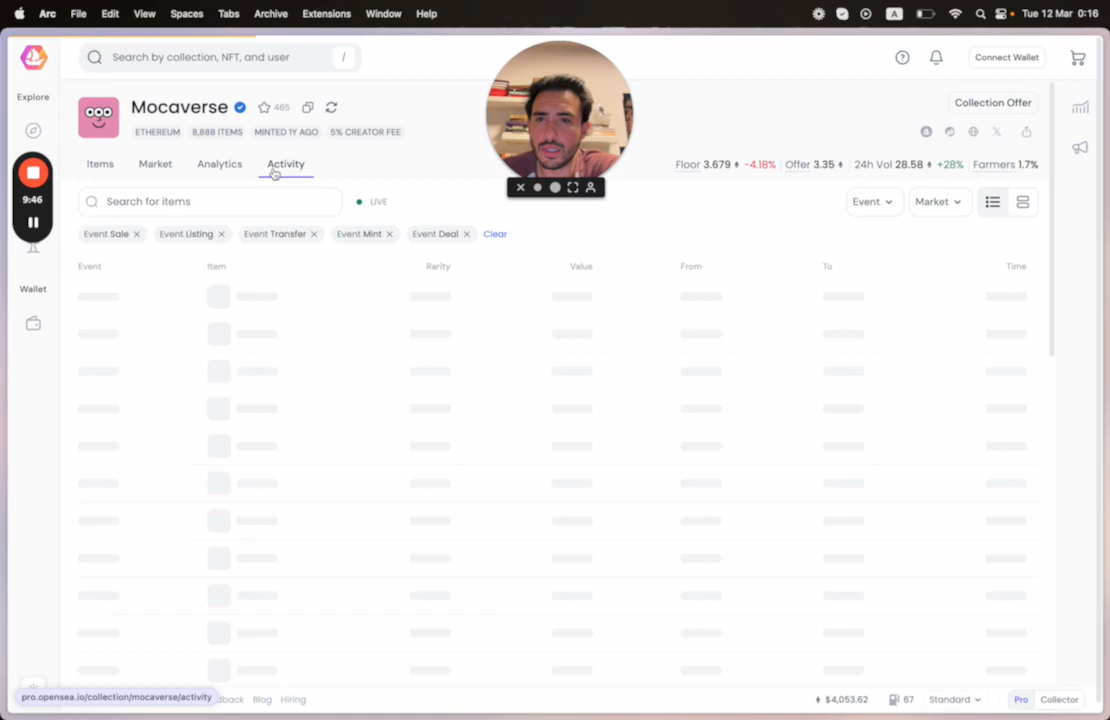 Arc File Edit View Spaces Tabs Archive Extensions Window Help A Tue 12 Mar 0:16
Search by collection, NFT, and user / Connect Wallet
Explore
Mocaverse 465 Collection Offer
ETHEREUM 8,888 ITEMS MINTED 1Y AGO 5% CREATOR FEE
Items Market Analytics Activity Floor 3.679 -4.18% Offer 3.35 24h Vol 28.58 +28% Farmers 1.7%
9:46
Search for items LIVE Event Market
Event Sale Event Listing Event Transfer Event Mint Event Deal Clear
Event Item Rarity Value From To Time
Wallet
pro.opensea.io/collection/mocaverse/activity dback Blog Hiring $4,053.62 67 Standard Pro Collector